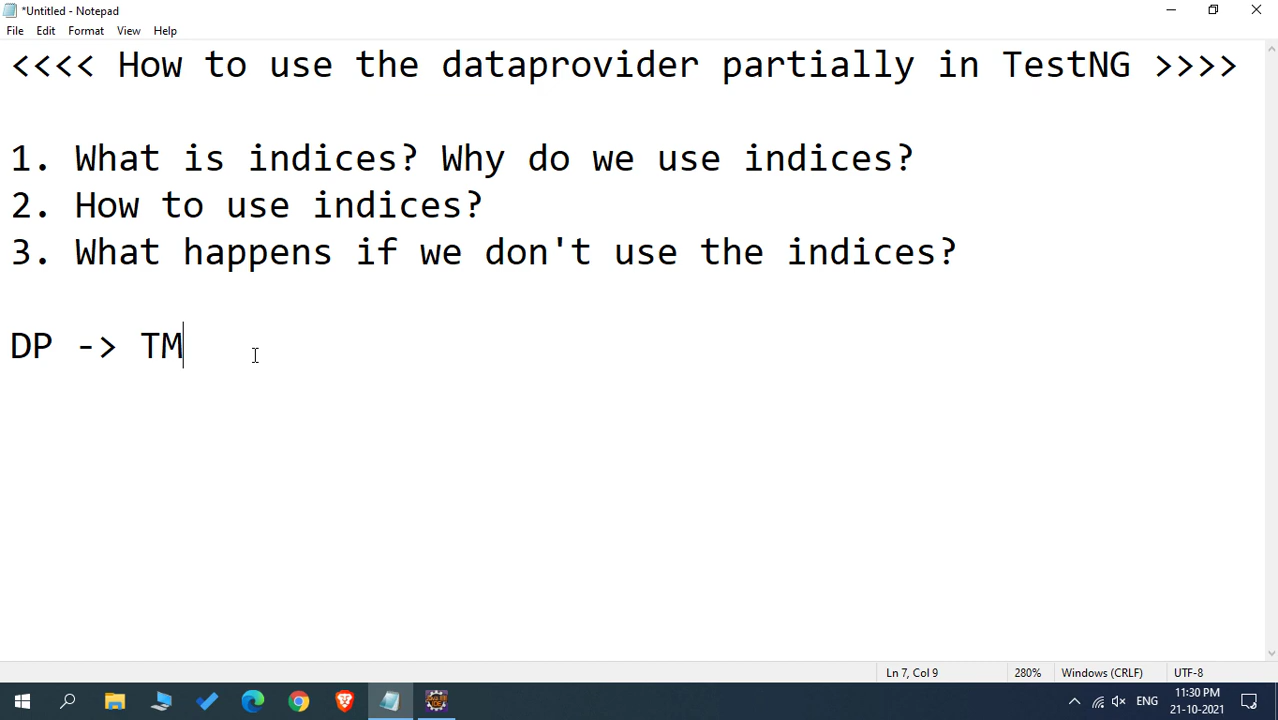 *Untitled - Notepad
File Edit Format View Help
<<<< How to use the dataprovider partially in TestNG >>>>
1. What is indices? Why do we use indices?
2. How to use indices?
3. What happens if we don't use the indices?
DP -> TM
Ln 7, Col 9 280% Windows (CRLF) UTF-8
ENG
11:30 PM
21-10-2021